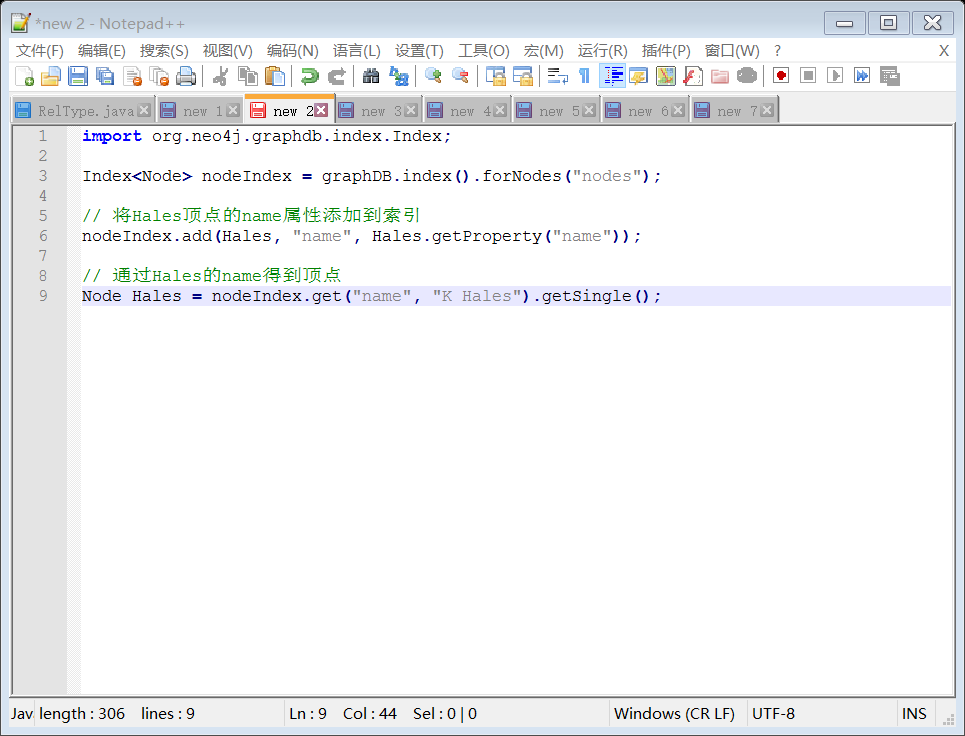 *new 2 - Notepad++
文件(F) 编辑(E) 搜索(S) 视图(V) 编码(N) 语言(L) 设置(T) 工具(O) 宏(M) 运行(R) 插件(P) 窗口(W) ? X
RelType.java new 1 new 2 new 3 new 4 new 5 new 6 new 7
1 import org.neo4j.graphdb.index.Index;
2
3 Index<Node> nodeIndex = graphDB.index().forNodes("nodes");
4
5 // 将Hales顶点的name属性添加到索引
6 nodeIndex.add(Hales, "name", Hales.getProperty("name"));
7
8 // 通过Hales的name得到顶点
9 Node Hales = nodeIndex.get("name", "K Hales").getSingle();
Jav length : 306 lines : 9 Ln : 9 Col : 44 Sel : 0 | 0 Windows (CR LF) UTF-8 INS